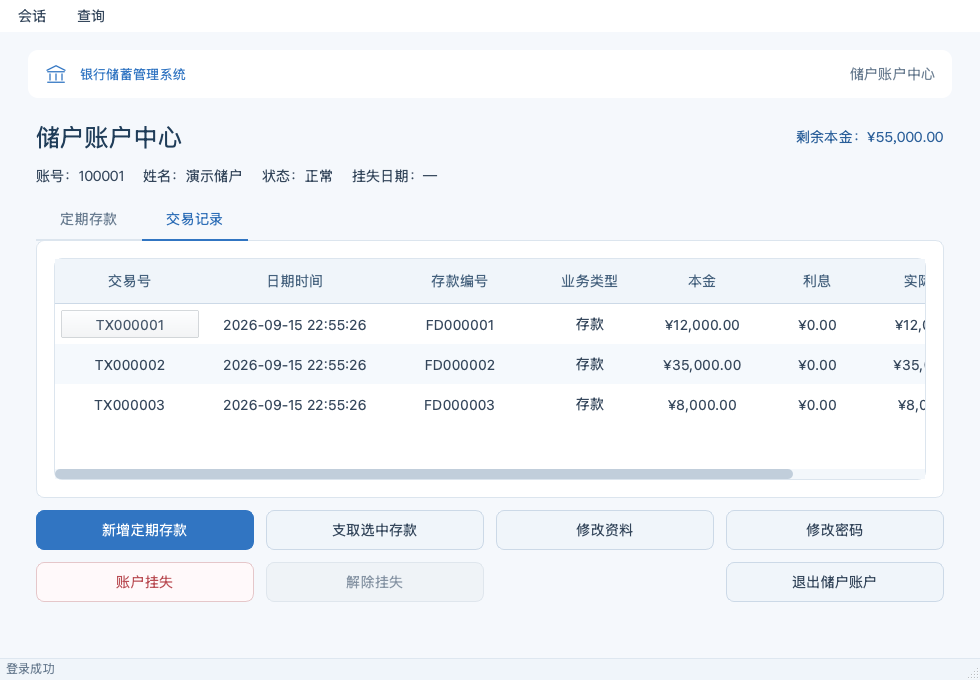 会话 查询
银行储蓄管理系统 储户账户中心
储户账户中心 剩余本金：¥55,000.00
账号：100001 姓名：演示储户 状态：正常 挂失日期：—
定期存款 交易记录
交易号 日期时间 存款编号 业务类型 本金 利息 实际
TX000001 2026-09-15 22:55:26 FD000001 存款 ¥12,000.00 ¥0.00 ¥12,0
TX000002 2026-09-15 22:55:26 FD000002 存款 ¥35,000.00 ¥0.00 ¥35,
TX000003 2026-09-15 22:55:26 FD000003 存款 ¥8,000.00 ¥0.00 ¥8,0
新增定期存款 支取选中存款 修改资料 修改密码
账户挂失 解除挂失 退出储户账户
登录成功